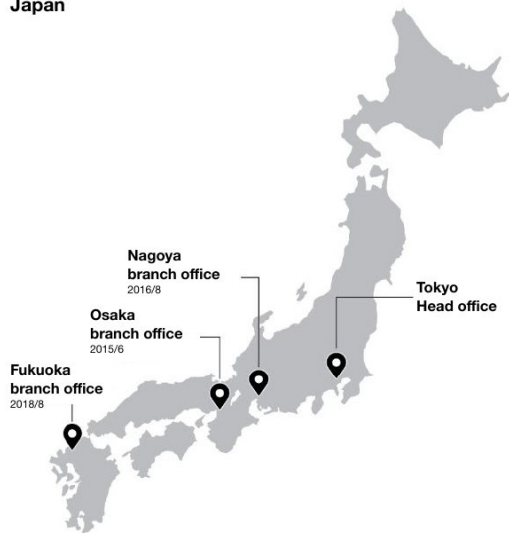 Japan
Nagoya
branch office
2016/8
Osaka
branch office
2015/6
Tokyo
Head office
Fukuoka
branch office
2018/8